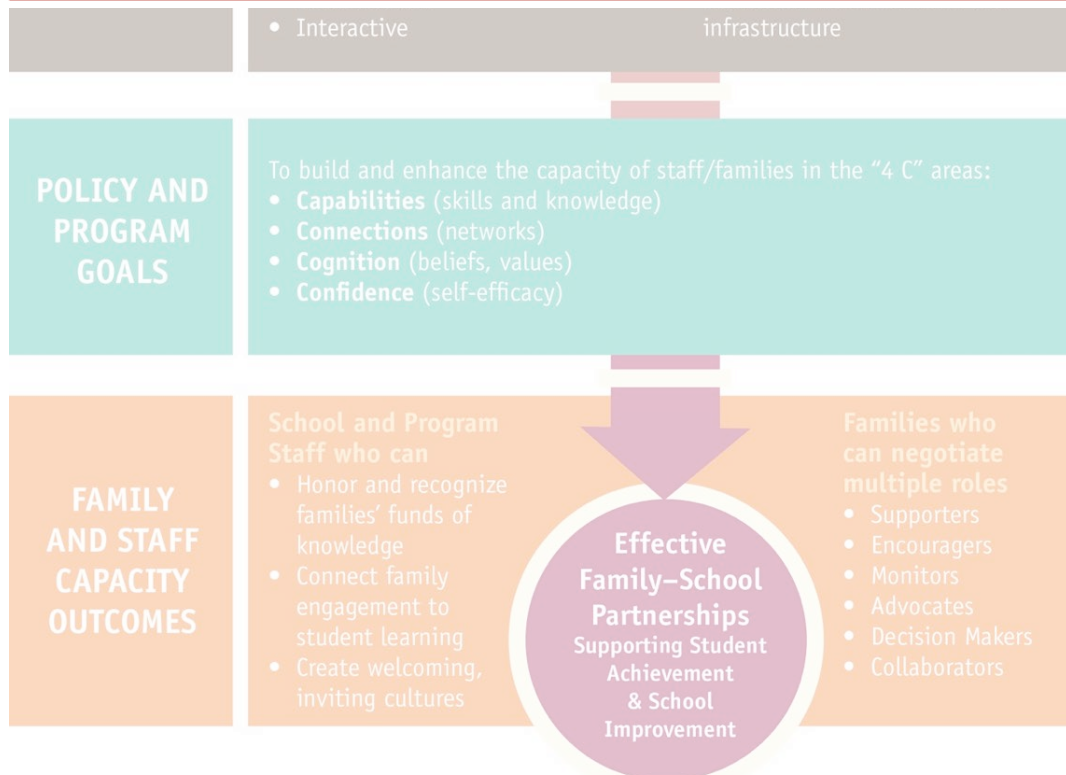 • Interactive
infrastructure
POLICY AND
PROGRAM
GOALS
To build and enhance the capacity of staff/families in the “4 C” areas:
• Capabilities (skills and knowledge)
• Connections (networks)
• Cognition (beliefs, values)
• Confidence (self-efficacy)
FAMILY
AND STAFF
CAPACITY
OUTCOMES
School and Program
Staff who can
• Honor and recognize
families’ funds of
knowledge
• Connect family
engagement to
student learning
• Create welcoming,
inviting cultures
Effective
Family–School
Partnerships
Supporting Student
Achievement
& School
Improvement
Families who
can negotiate
multiple roles
• Supporters
• Encouragers
• Monitors
• Advocates
• Decision Makers
• Collaborators